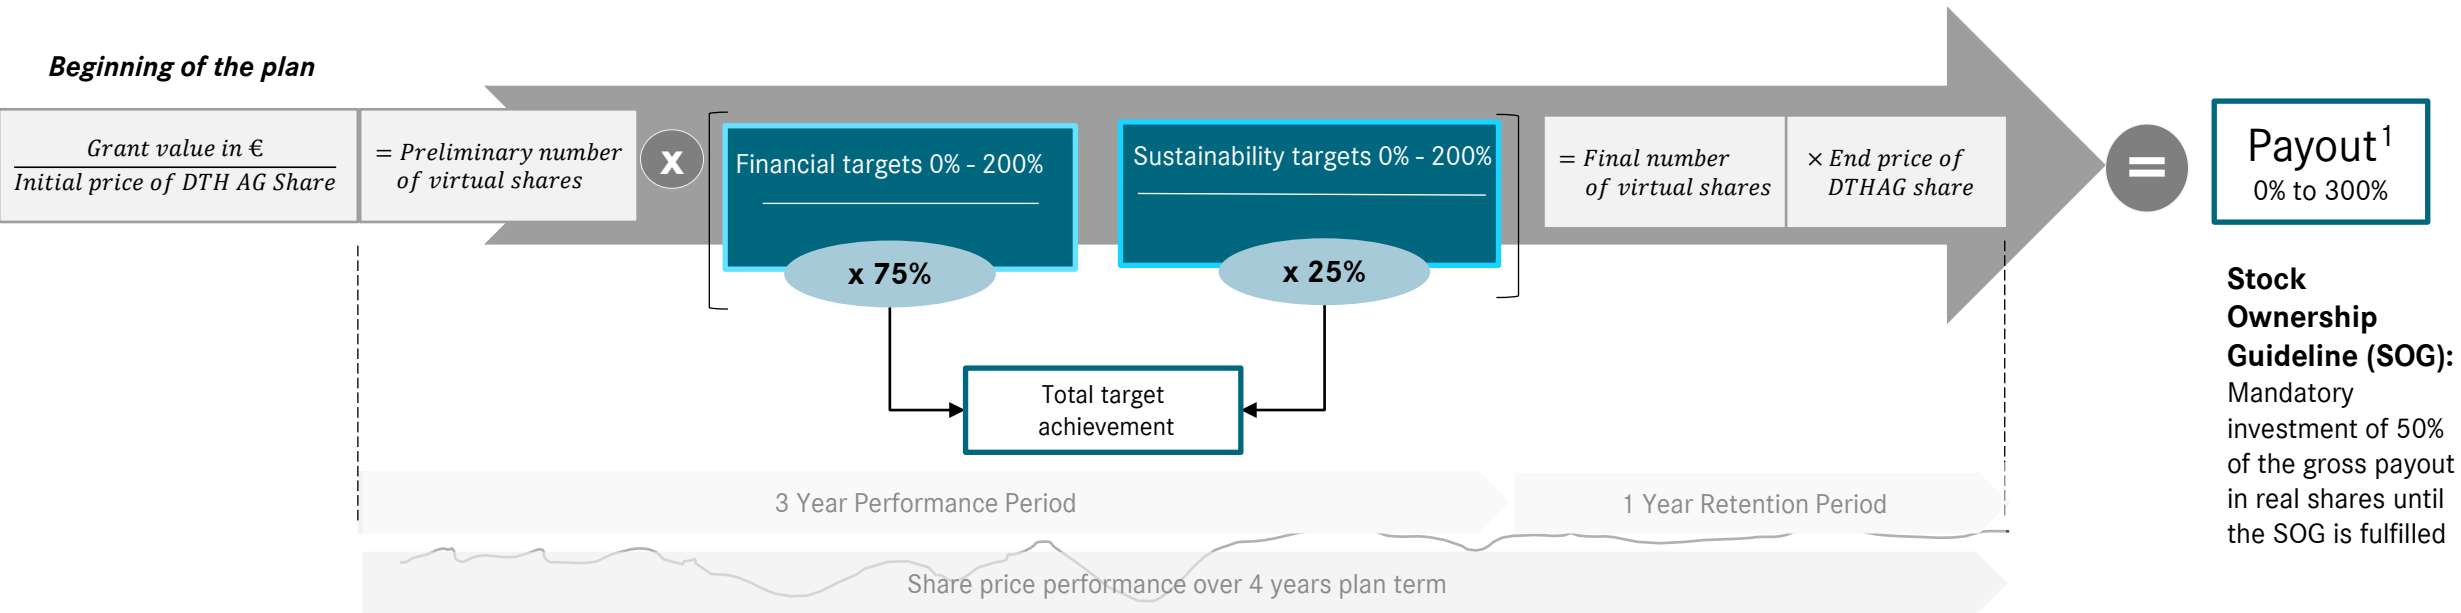 Beginning of the plan
Grant value in €
Initial price of DTH AG Share
= Preliminary number
of virtual shares
x
Financial targets 0% - 200%
x 75%
Sustainability targets 0% - 200%
x 25%
= Final number
of virtual shares
× End price of
DTHAG share
=
Payout¹
0% to 300%
Total target
achievement
3 Year Performance Period
1 Year Retention Period
Share price performance over 4 years plan term
Stock
Ownership
Guideline (SOG):
Mandatory
investment of 50%
of the gross payout
in real shares until
the SOG is fulfilled